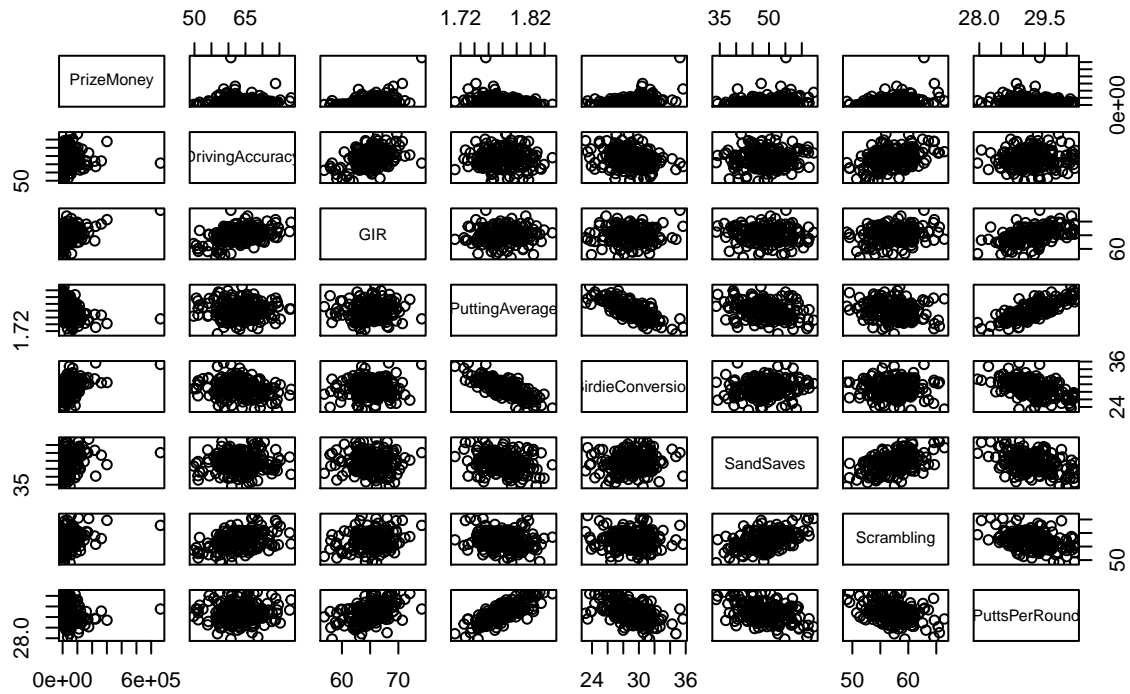 50 65
1.72 1.82
35 50
28.0 29.5
PrizeMoney
0e+00
DrivingAccuracy
50
GIR
60
PuttingAverage
1.72
BirdieConversion
24 36
SandSaves
35
Scrambling
50
PuttsPerRound
28.0
0e+00 6e+05
60 70
24 30 36
50 60